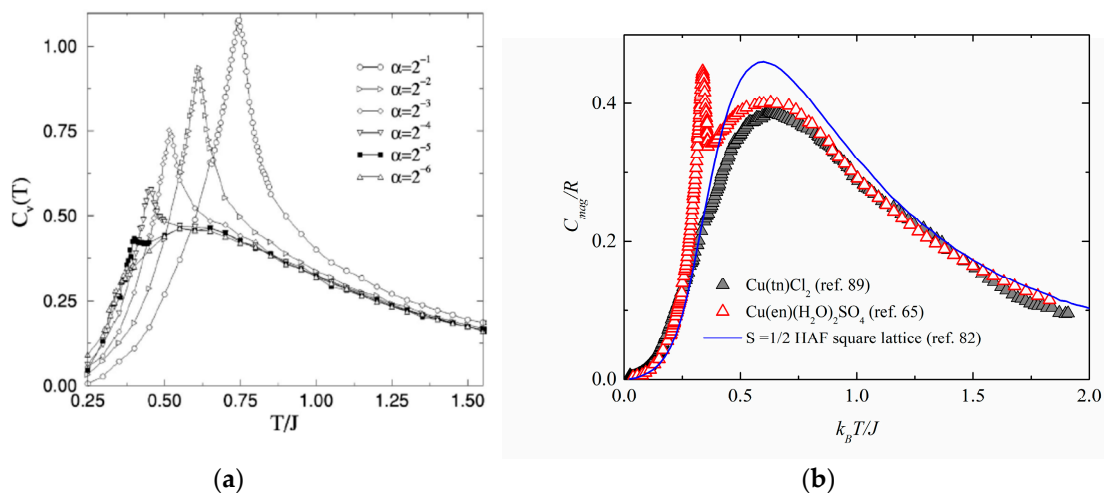 1.00
0.75
0.50
0.25
0.00
C_v(T)
α=2⁻¹
α=2⁻²
α=2⁻³
α=2⁻⁴
α=2⁻⁵
α=2⁻⁶
0.25 0.50 0.75 1.00 1.25 1.50
T/J
(a)
0.4
0.2
0.0
C_mag/R
Cu(tn)Cl₂ (ref. 89)
Cu(en)(H₂O)₂SO₄ (ref. 65)
S =1/2 HAF square lattice (ref. 82)
0.0 0.5 1.0 1.5 2.0
k_BT/J
(b)